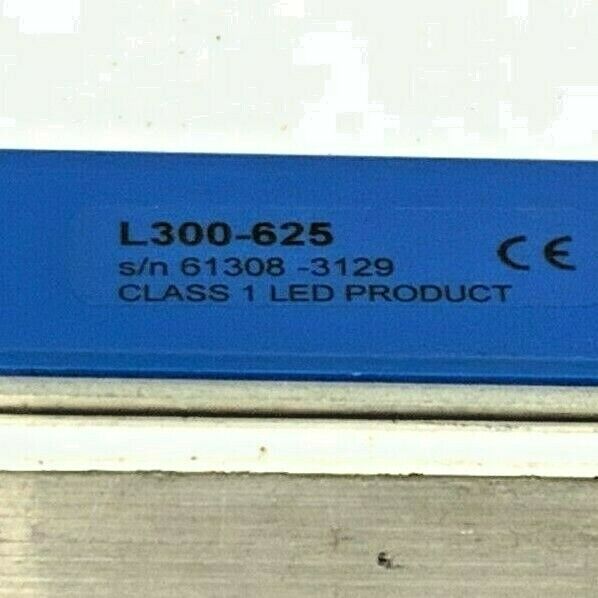 L300-625
s/n 61308 -3129
CLASS 1 LED PRODUCT
CE